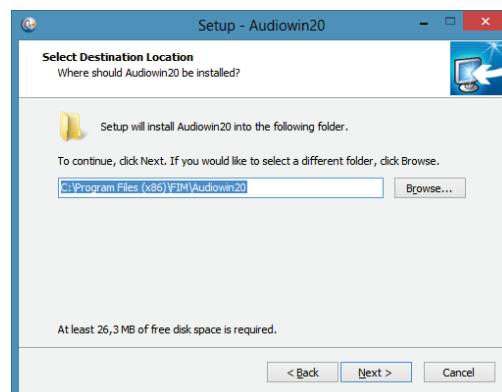 Setup - Audiowin20
Select Destination Location
Where should Audiowin20 be installed?
Setup will install Audiowin20 into the following folder.
To continue, click Next. If you would like to select a different folder, click Browse.
C:\Program Files (x86)\FIM\Audiowin20
Browse...
At least 26,3 MB of free disk space is required.
< Back
Next >
Cancel